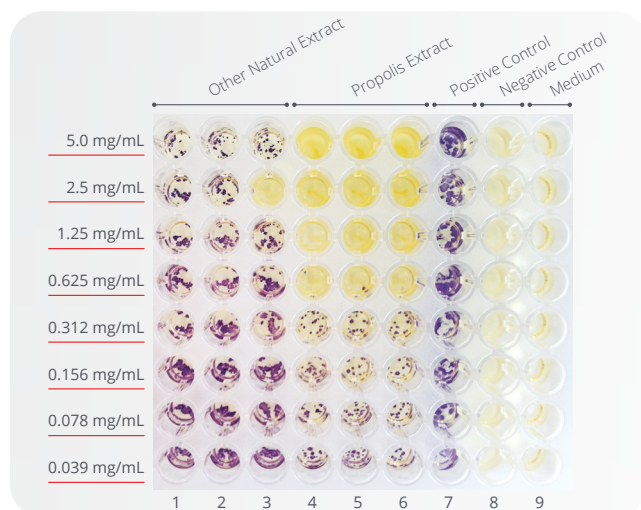 Other Natural Extract
Propolis Extract
Positive Control
Negative Control
Medium
5.0 mg/mL
2.5 mg/mL
1.25 mg/mL
0.625 mg/mL
0.312 mg/mL
0.156 mg/mL
0.078 mg/mL
0.039 mg/mL
1 2 3 4 5 6 7 8 9